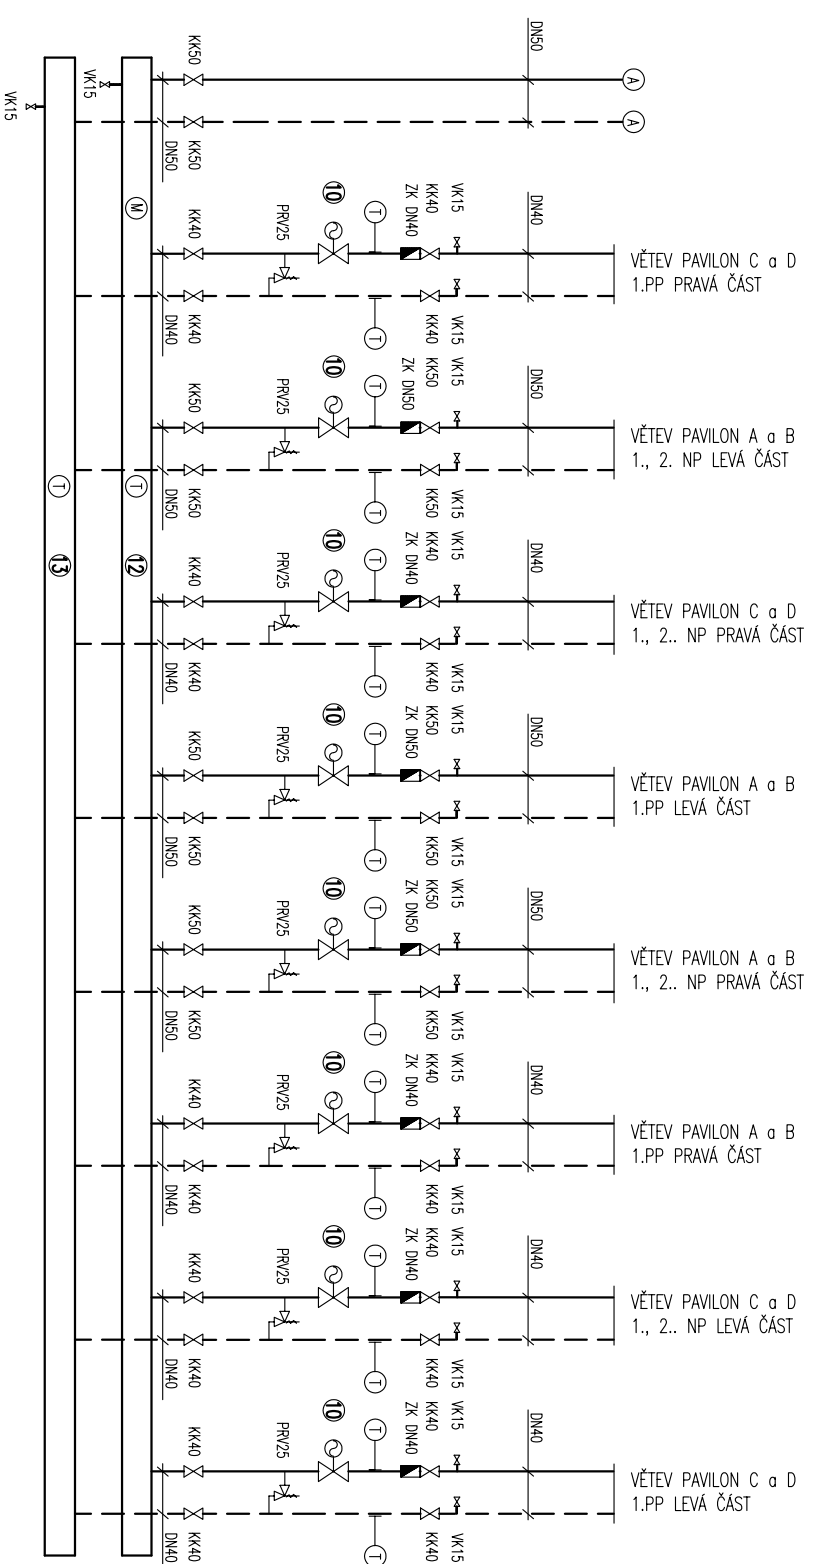 DN50
A
A
KK50
KK50
DN50
VK15
VK15
M
VĚTEV PAVILON C a D
1.PP PRAVÁ ČÁST
DN40
VK15
KK40
ZK DN40
T
10
PRV25
KK40
KK40
DN40
T
KK40
VK15
VĚTEV PAVILON A a B
1., 2. NP LEVÁ ČÁST
DN50
VK15
KK50
ZK DN50
T
10
PRV25
KK50
KK50
DN50
T
KK50
VK15
T
T
12
13
VĚTEV PAVILON C a D
1., 2.. NP PRAVÁ ČÁST
DN40
VK15
KK40
ZK DN40
T
10
PRV25
KK40
KK40
DN40
T
KK40
VK15
VĚTEV PAVILON A a B
1.PP LEVÁ ČÁST
DN50
VK15
KK50
ZK DN50
T
10
PRV25
KK50
KK50
DN50
T
KK50
VK15
VĚTEV PAVILON A a B
1., 2.. NP PRAVÁ ČÁST
DN50
VK15
KK50
ZK DN50
T
10
PRV25
KK50
KK50
DN50
T
KK50
VK15
VĚTEV PAVILON A a B
1.PP PRAVÁ ČÁST
DN40
VK15
KK40
ZK DN40
T
10
PRV25
KK40
KK40
DN40
T
KK40
VK15
VĚTEV PAVILON C a D
1., 2.. NP LEVÁ ČÁST
DN40
VK15
KK40
ZK DN40
T
10
PRV25
KK40
KK40
DN40
T
KK40
VK15
VĚTEV PAVILON C a D
1.PP LEVÁ ČÁST
DN40
VK15
KK40
ZK DN40
T
10
PRV25
KK40
KK40
DN40
T
KK40
VK15